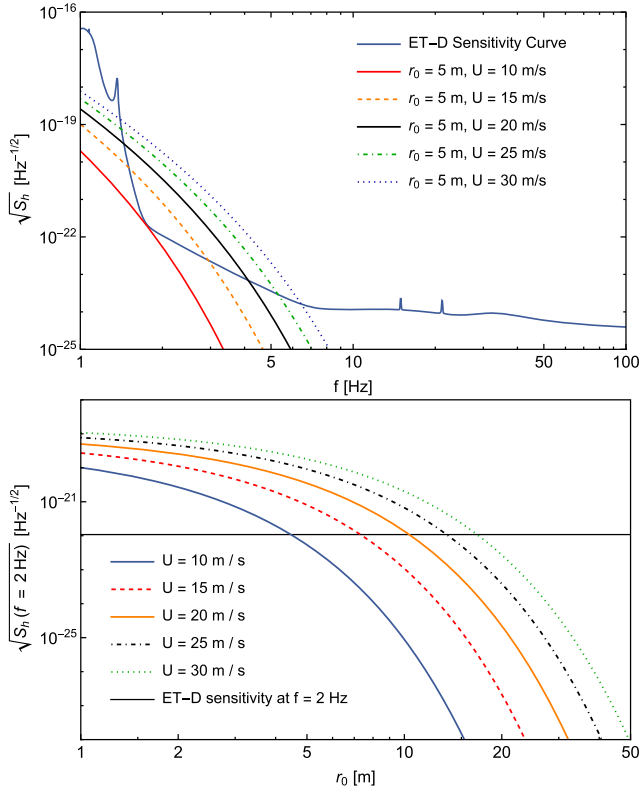 10⁻¹⁶
10⁻¹⁹
10⁻²²
10⁻²⁵
√S_h [Hz⁻¹/²]
ET−D Sensitivity Curve
r₀ = 5 m, U = 10 m/s
r₀ = 5 m, U = 15 m/s
r₀ = 5 m, U = 20 m/s
r₀ = 5 m, U = 25 m/s
r₀ = 5 m, U = 30 m/s
1 5 10 50 100
f [Hz]
10⁻²¹
10⁻²⁵
√S_h (f = 2 Hz) [Hz⁻¹/²]
U = 10 m / s
U = 15 m / s
U = 20 m / s
U = 25 m / s
U = 30 m / s
ET−D sensitivity at f = 2 Hz
1 2 5 10 20 50
r₀ [m]